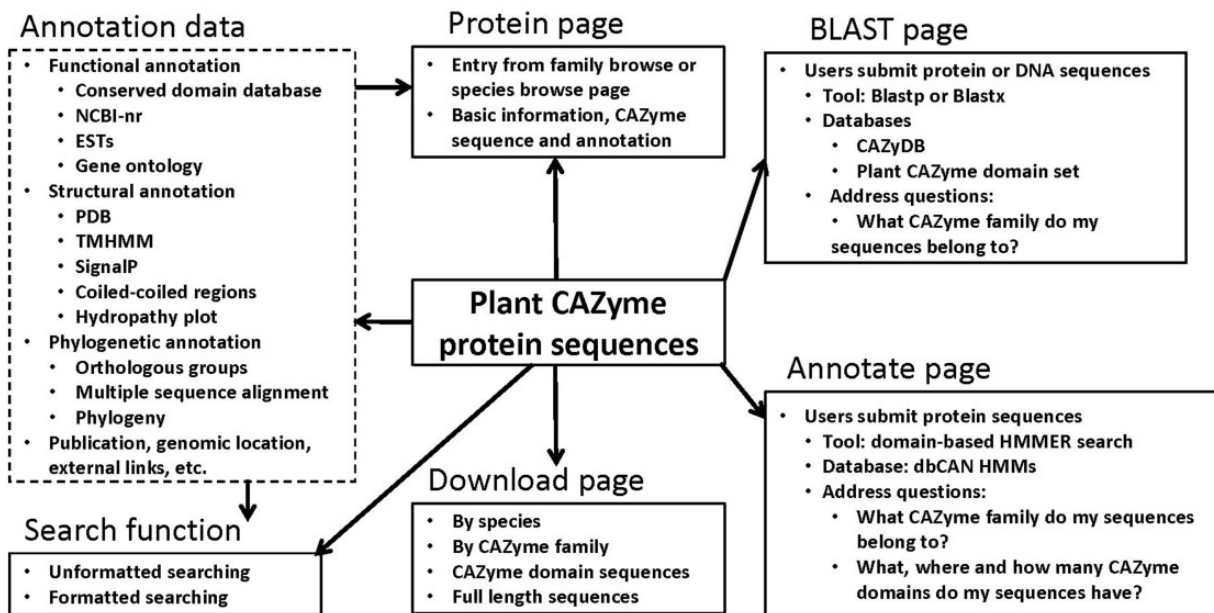 Annotation data
• Functional annotation
• Conserved domain database
• NCBI-nr
• ESTs
• Gene ontology
• Structural annotation
• PDB
• TMHMM
• SignalP
• Coiled-coiled regions
• Hydropathy plot
• Phylogenetic annotation
• Orthologous groups
• Multiple sequence alignment
• Phylogeny
• Publication, genomic location,
external links, etc.
Protein page
• Entry from family browse or
species browse page
• Basic information, CAZyme
sequence and annotation
BLAST page
• Users submit protein or DNA sequences
• Tool: Blastp or Blastx
• Databases
• CAZyDB
• Plant CAZyme domain set
• Address questions:
• What CAZyme family do my
sequences belong to?
Plant CAZyme
protein sequences
Annotate page
• Users submit protein sequences
• Tool: domain-based HMMER search
• Database: dbCAN HMMs
• Address questions:
• What CAZyme family do my sequences
belong to?
• What, where and how many CAZyme
domains do my sequences have?
Search function
• Unformatted searching
• Formatted searching
Download page
• By species
• By CAZyme family
• CAZyme domain sequences
• Full length sequences